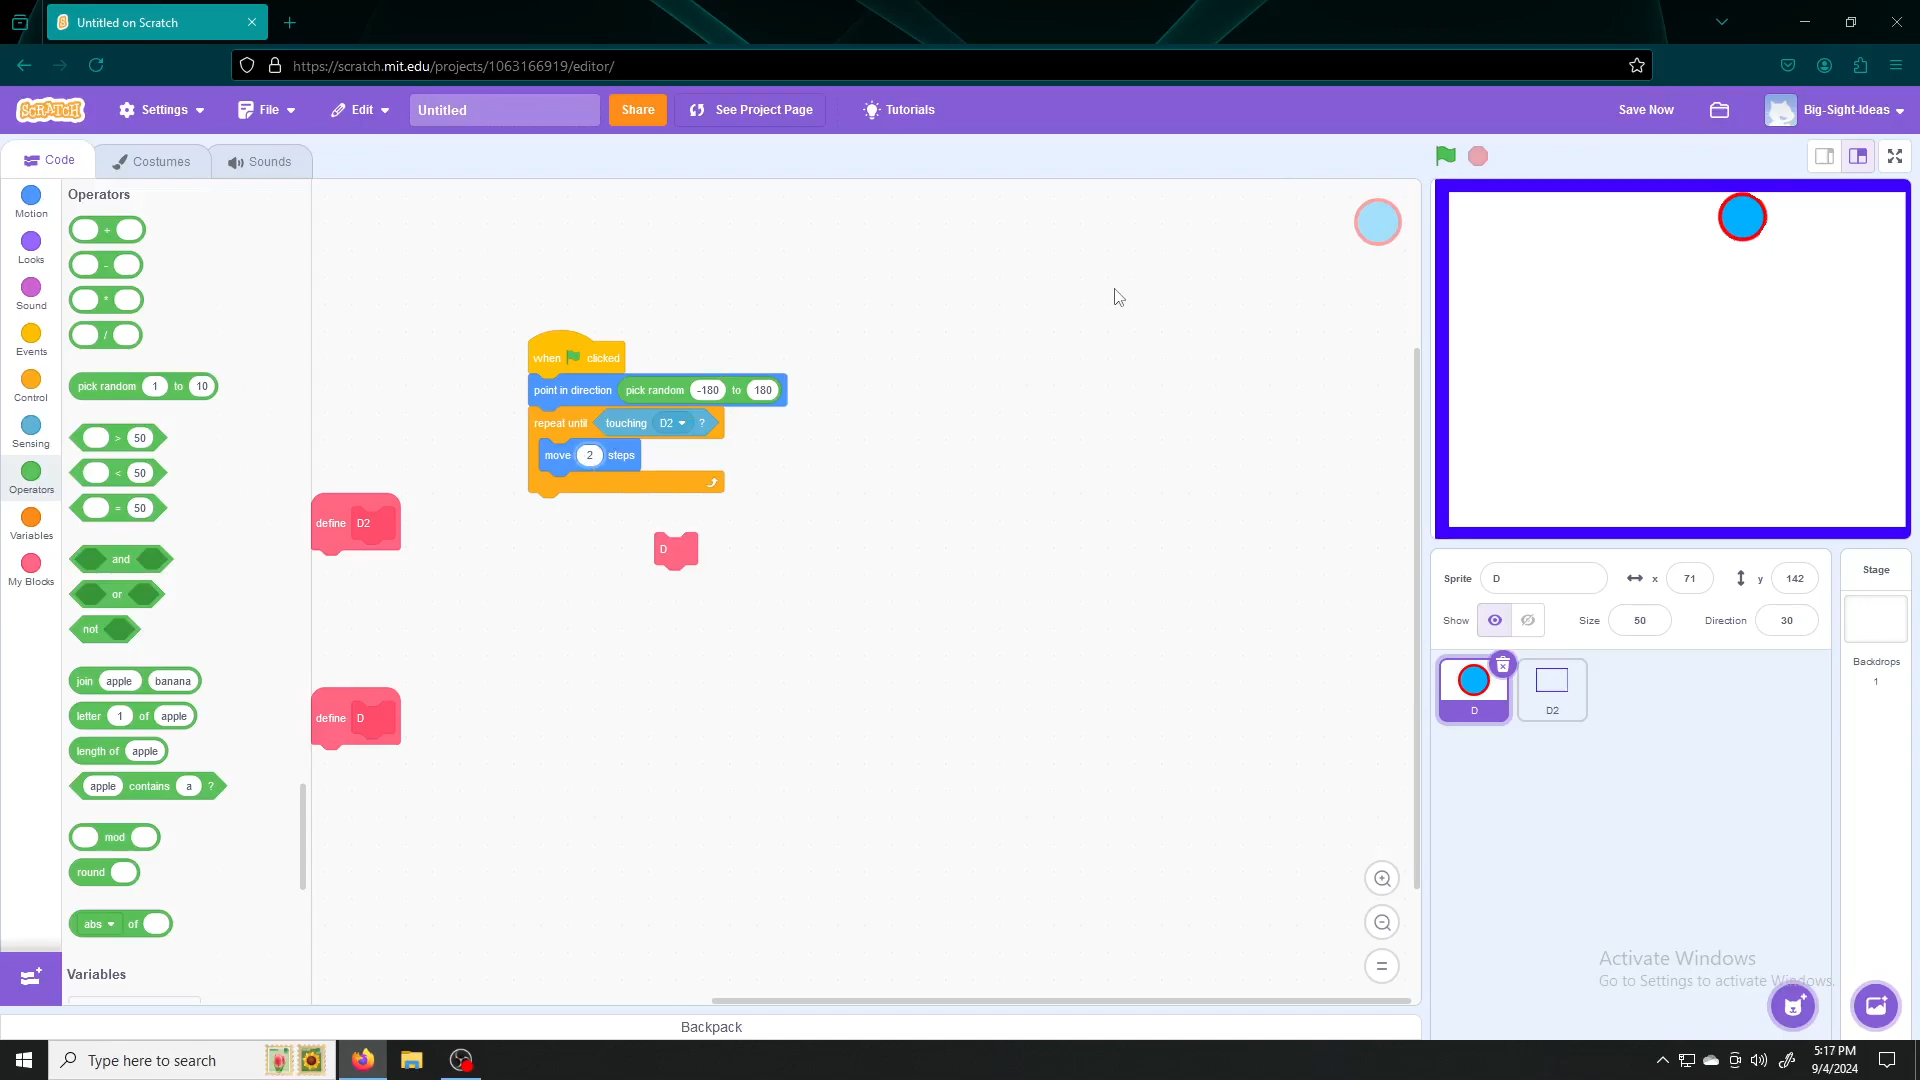 Untitled on Scratch
https://scratch.mit.edu/projects/1063166919/editor/
SCRATCH
Settings
File
Edit
Untitled
Share
See Project Page
Tutorials
Save Now
Big-Sight-Ideas
Code
Costumes
Sounds
Motion
Looks
Sound
Events
Control
Sensing
Operators
Variables
My Blocks
Operators
+
-
*
/
pick random 1 to 10
> 50
< 50
= 50
and
or
not
join apple banana
letter 1 of apple
length of apple
apple contains a ?
mod
round
abs of
Variables
when clicked
point in direction pick random -180 to 180
repeat until touching D2 ?
move 2 steps
define D2
D
define D
Backpack
Sprite D x 71 y 142
Show Size 50 Direction 30
D
D2
Stage
Backdrops
1
Activate Windows
Go to Settings to activate Windows.
Type here to search
5:17 PM
9/4/2024